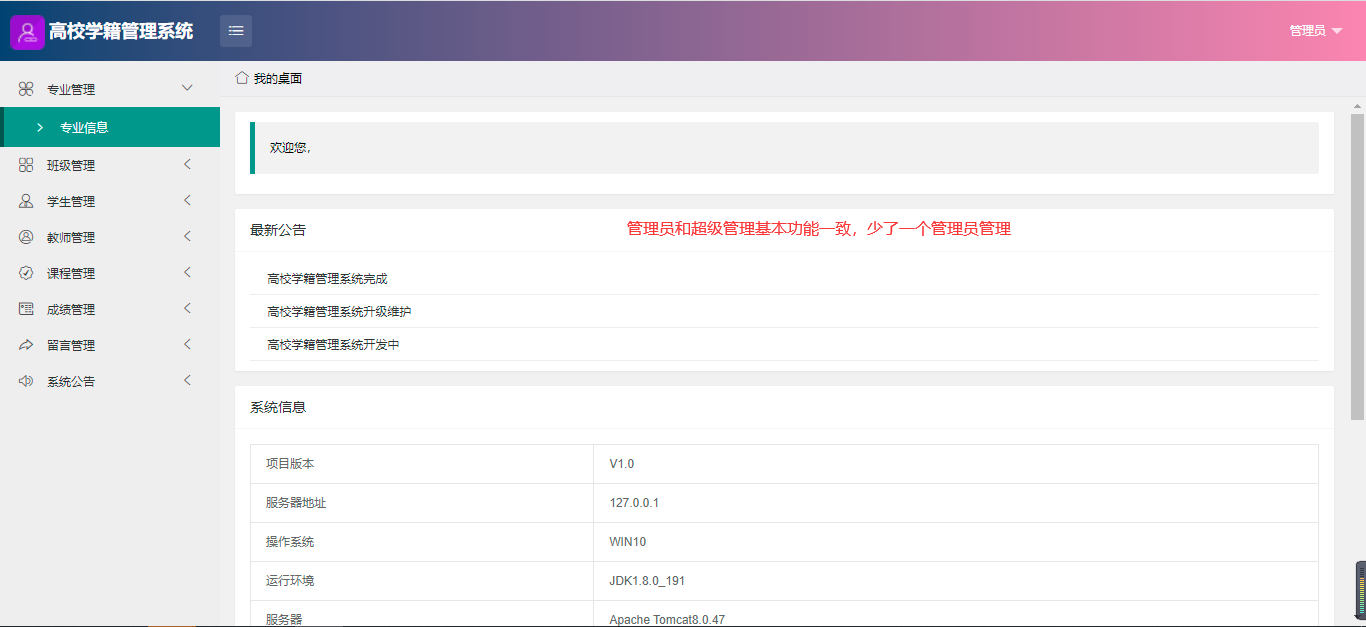 高校学籍管理系统
管理员
专业管理
专业信息
班级管理
学生管理
教师管理
课程管理
成绩管理
留言管理
系统公告
我的桌面
欢迎您,
最新公告
管理员和超级管理基本功能一致，少了一个管理员管理
高校学籍管理系统完成
高校学籍管理系统升级维护
高校学籍管理系统开发中
系统信息
项目版本 V1.0
服务器地址 127.0.0.1
操作系统 WIN10
运行环境 JDK1.8.0_191
服务器 Apache Tomcat8.0.47